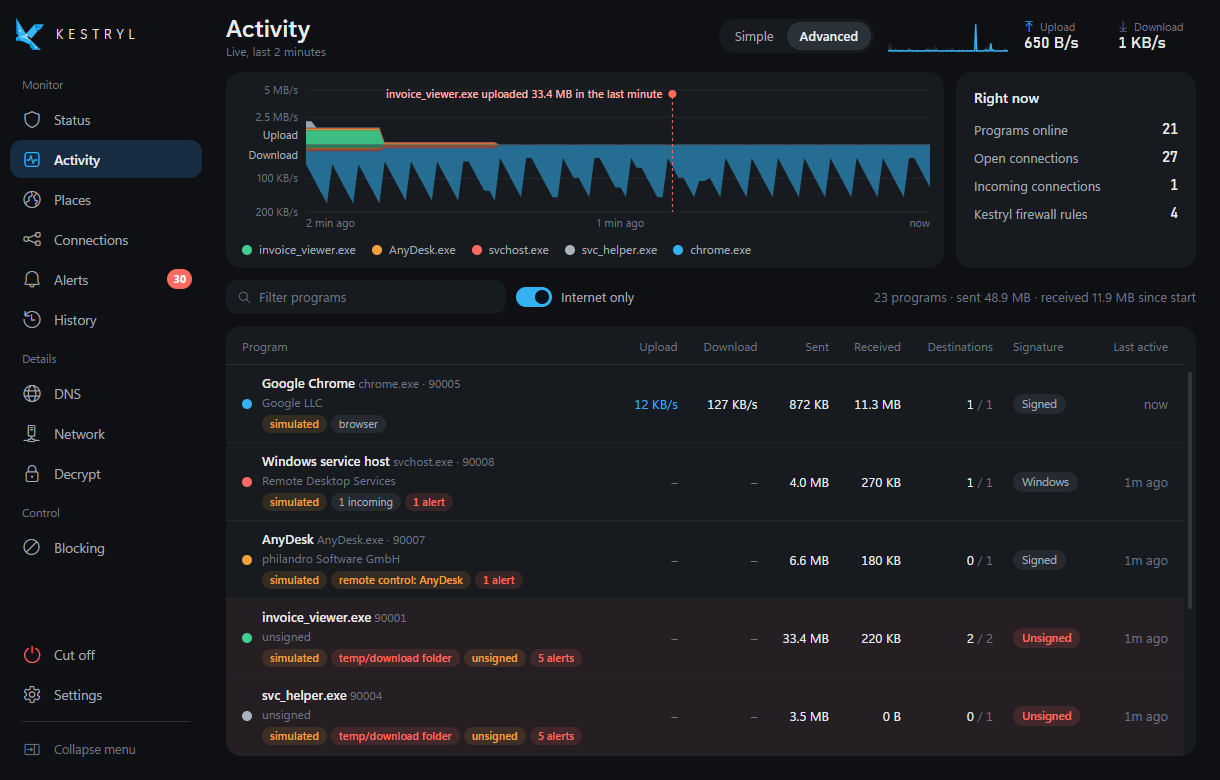 KESTRYL
Monitor
Status
Activity
Places
Connections
Alerts 30
History
Details
DNS
Network
Decrypt
Control
Blocking
Cut off
Settings
Collapse menu
Activity
Live, last 2 minutes
Simple Advanced
Upload
650 B/s
Download
1 KB/s
5 MB/s
2.5 MB/s
Upload
Download
100 KB/s
200 KB/s
invoice_viewer.exe uploaded 33.4 MB in the last minute
2 min ago 1 min ago now
invoice_viewer.exe AnyDesk.exe svchost.exe svc_helper.exe chrome.exe
Right now
Programs online 21
Open connections 27
Incoming connections 1
Kestryl firewall rules 4
Filter programs
Internet only
23 programs · sent 48.9 MB · received 11.9 MB since start
Program Upload Download Sent Received Destinations Signature Last active
Google Chrome chrome.exe · 90005
Google LLC
12 KB/s 127 KB/s 872 KB 11.3 MB 1 / 1 Signed now
simulated browser
Windows service host svchost.exe · 90008
Remote Desktop Services
– – 4.0 MB 270 KB 1 / 1 Windows 1m ago
simulated 1 incoming 1 alert
AnyDesk AnyDesk.exe · 90007
philandro Software GmbH
– – 6.6 MB 180 KB 0 / 1 Signed 1m ago
simulated remote control: AnyDesk 1 alert
invoice_viewer.exe 90001
unsigned
– – 33.4 MB 220 KB 2 / 2 Unsigned 1m ago
simulated temp/download folder unsigned 5 alerts
svc_helper.exe 90004
unsigned
– – 3.5 MB 0 B 0 / 1 Unsigned 1m ago
simulated temp/download folder unsigned 5 alerts